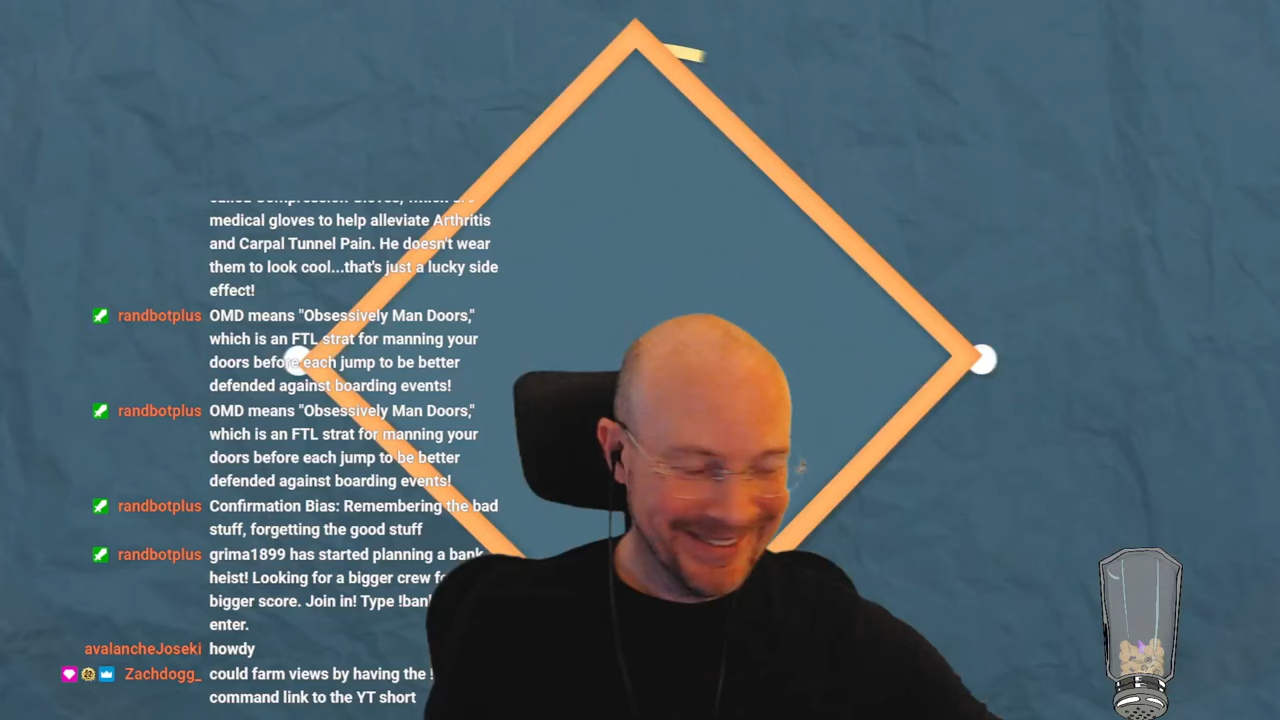 called Compression Gloves, which are
medical gloves to help alleviate Arthritis
and Carpal Tunnel Pain. He doesn't wear
them to look cool...that's just a lucky side
effect!
randbotplus OMD means "Obsessively Man Doors,"
which is an FTL strat for manning your
doors before each jump to be better
defended against boarding events!
randbotplus OMD means "Obsessively Man Doors,"
which is an FTL strat for manning your
doors before each jump to be better
defended against boarding events!
randbotplus Confirmation Bias: Remembering the bad
stuff, forgetting the good stuff
randbotplus grima1899 has started planning a bank
heist! Looking for a bigger crew
bigger score. Join in! Type
enter.
avalancheJoseki howdy
Zachdogg_ could farm views by having the
command link to the YT short